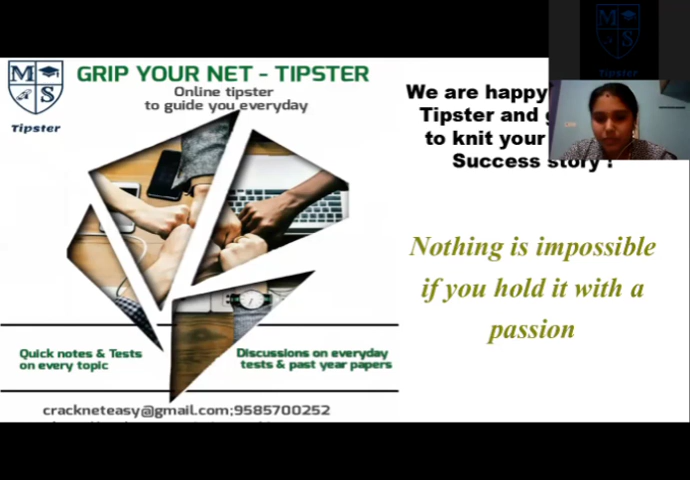 M
S
Tipster
GRIP YOUR NET - TIPSTER
Online tipster
to guide you everyday
Quick notes & Tests
on every topic
Discussions on everyday
tests & past year papers
crackneteasy@gmail.com;9585700252
M
S
Tipster
We are happy
Tipster and
to knit your
Success story !
Nothing is impossible
if you hold it with a
passion